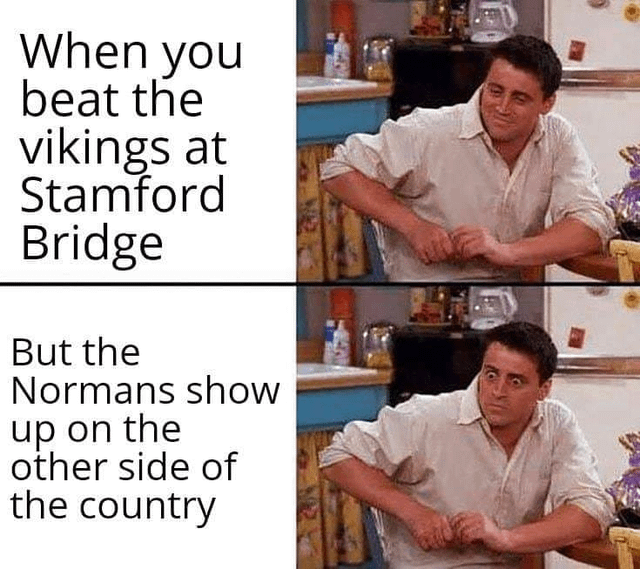 When you
beat the
vikings at
Stamford
Bridge
But the
Normans show
up on the
other side of
the country